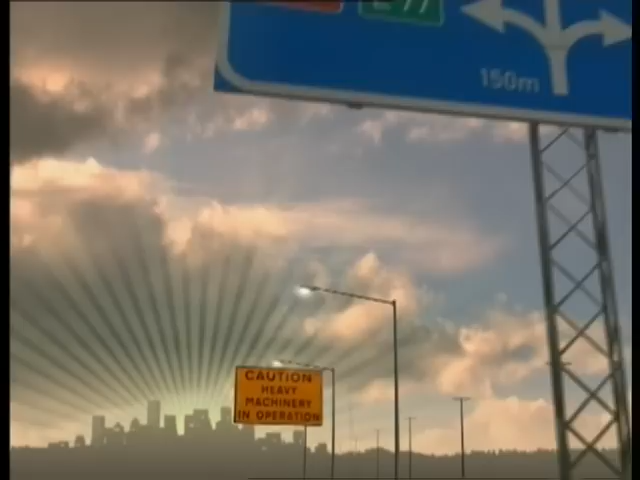 E77
150m
CAUTION
HEAVY
MACHINERY
IN OPERATION